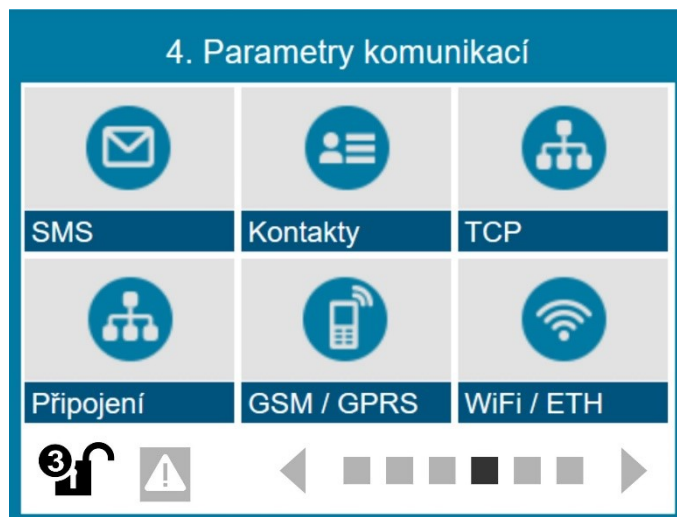 4. Parametry komunikací
SMS
Kontakty
TCP
Připojení
GSM / GPRS
WiFi / ETH
3